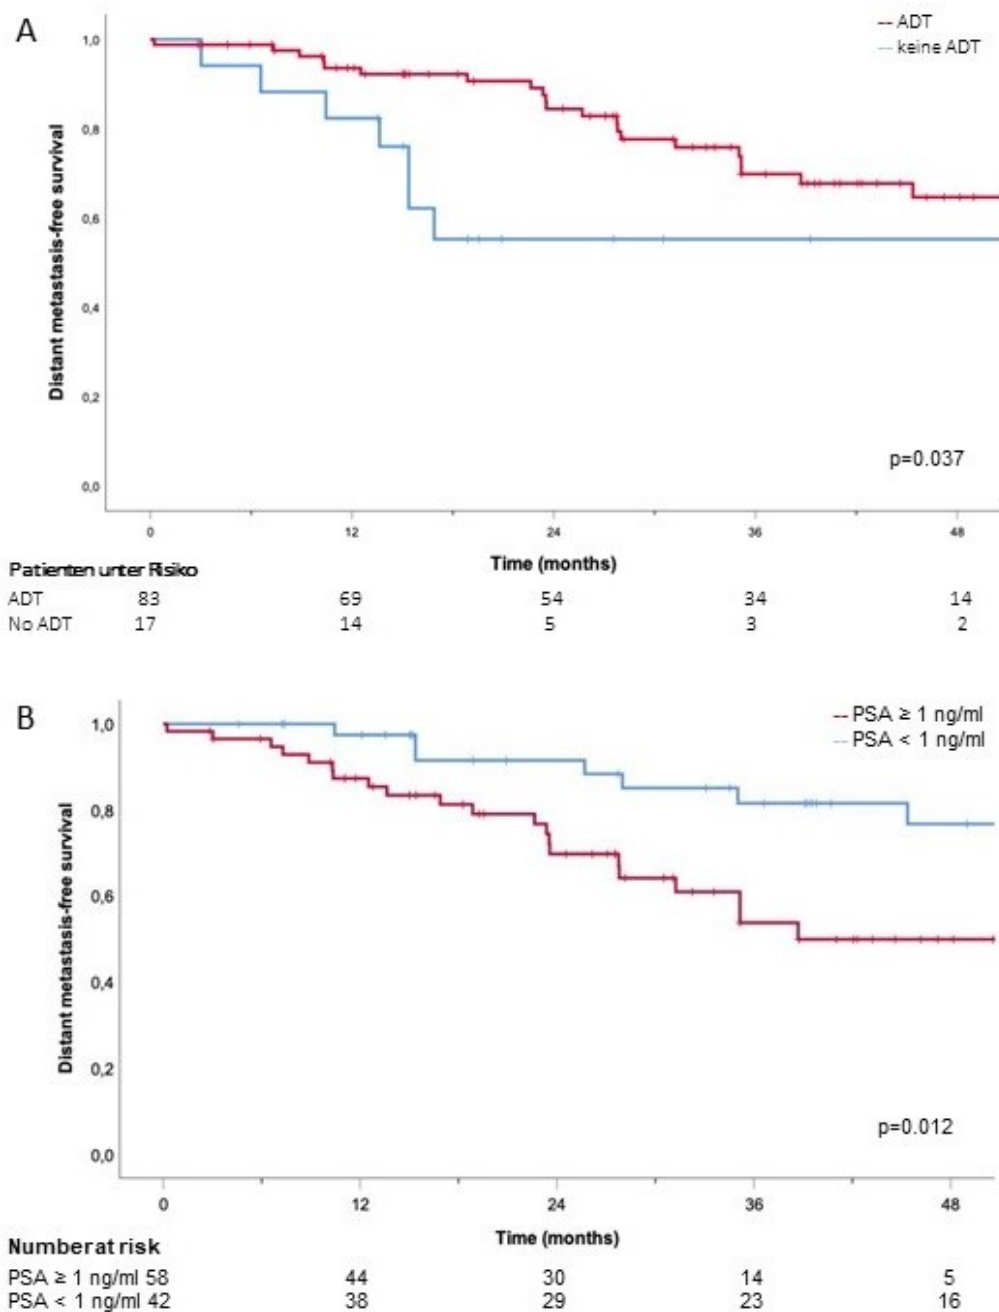 A
-- ADT
-- keine ADT
Distant metastasis-free survival
1,0
0,8
0,6
0,4
0,2
0,0
p=0.037
0 12 24 36 48
Time (months)
Patienten unter Risiko
ADT 83 69 54 34 14
No ADT 17 14 5 3 2
B
-- PSA ≥ 1 ng/ml
-- PSA < 1 ng/ml
Distant metastasis-free survival
1,0
0,8
0,6
0,4
0,2
0,0
p=0.012
0 12 24 36 48
Time (months)
Number at risk
PSA ≥ 1 ng/ml 58 44 30 14 5
PSA < 1 ng/ml 42 38 29 23 16